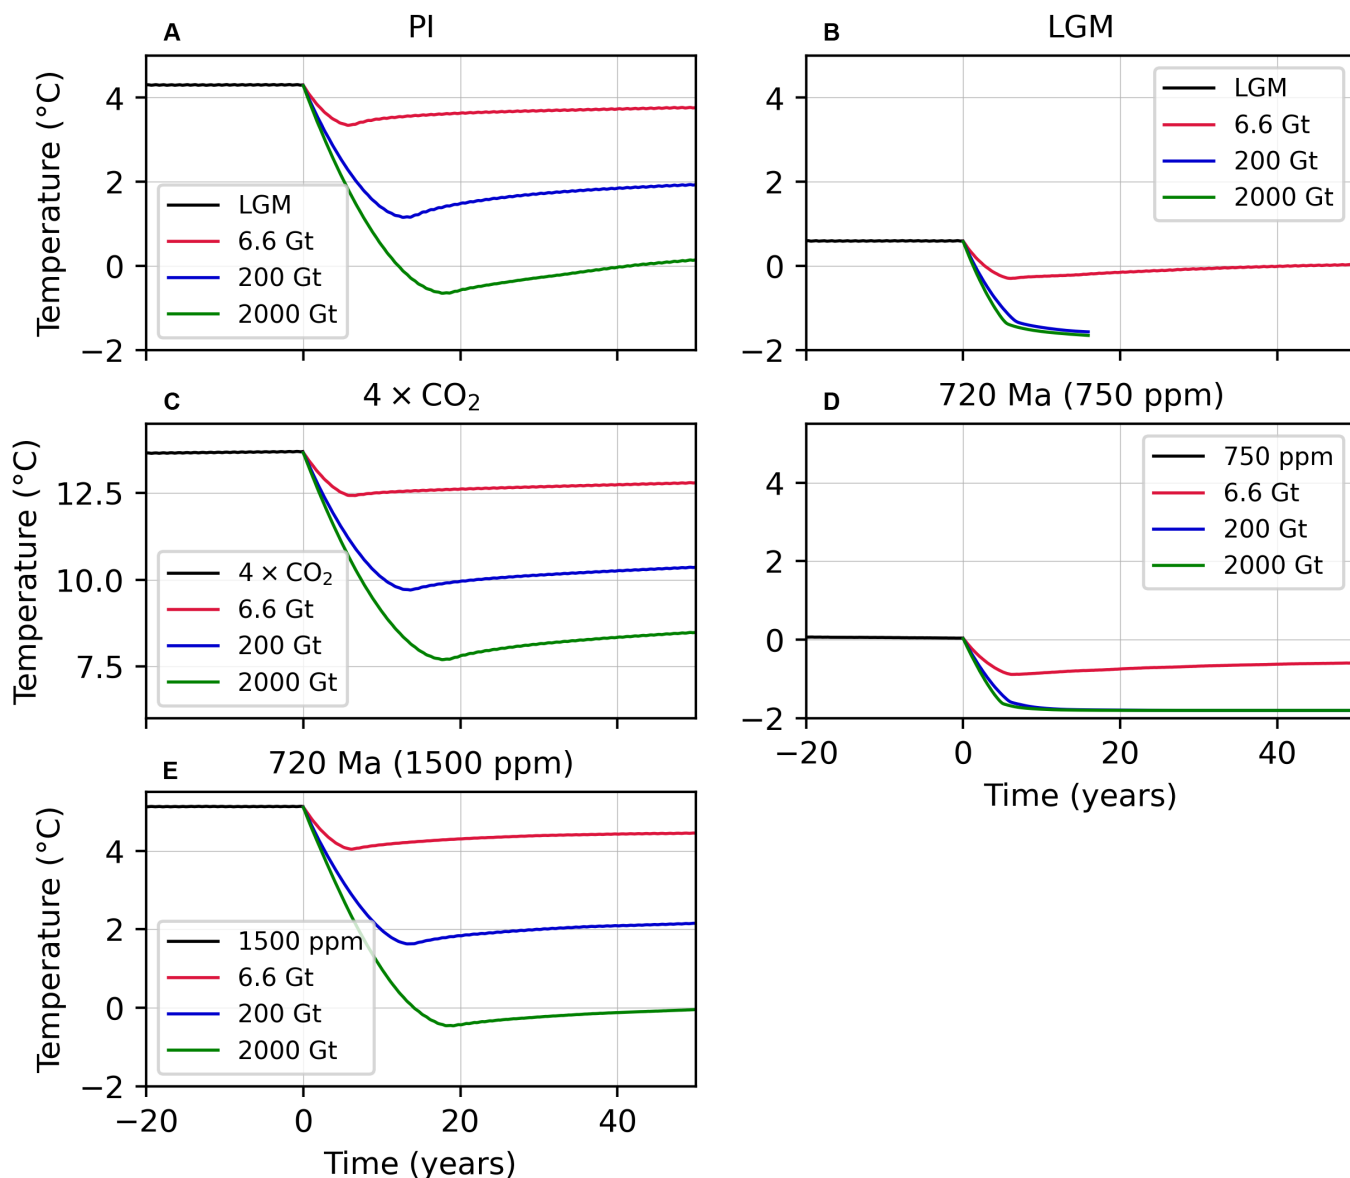 A
PI
Temperature (°C)
4
2
0
−2
LGM
6.6 Gt
200 Gt
2000 Gt
B
LGM
4
2
0
−2
LGM
6.6 Gt
200 Gt
2000 Gt
C
4 × CO₂
Temperature (°C)
12.5
10.0
7.5
4 × CO₂
6.6 Gt
200 Gt
2000 Gt
D
720 Ma (750 ppm)
4
2
0
−2
750 ppm
6.6 Gt
200 Gt
2000 Gt
−20 0 20 40
Time (years)
E
720 Ma (1500 ppm)
Temperature (°C)
4
2
0
−2
1500 ppm
6.6 Gt
200 Gt
2000 Gt
−20 0 20 40
Time (years)